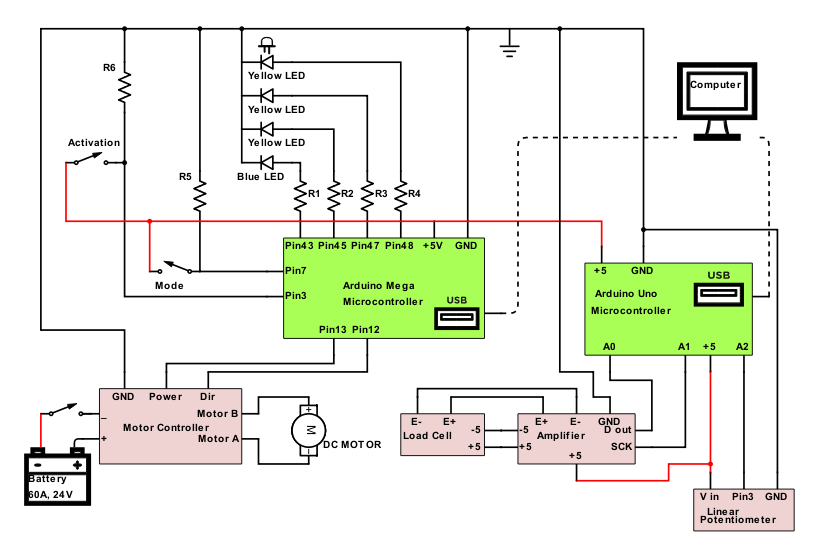 R6
Yellow LED
Computer
Yellow LED
Activation
Yellow LED
R5
Blue LED
R1
R2
R3
R4
Pin43 Pin45 Pin47 Pin48 +5V GND
Pin7
Mode
Pin3
Arduino Mega
Microcontroller
USB
Pin13 Pin12
+5
GND
USB
Arduino Uno
Microcontroller
A0
A1
+5
A2
GND Power Dir
Motor B
Motor Controller
Motor A
–
+
+
M
–
DC MOTOR
- +
Battery
60A, 24V
E- E+
-5
Load Cell
+5
E+ E- GND
-5
D out
Amplifier
+5
SCK
+5
V in Pin3 GND
Linear
Potentiometer